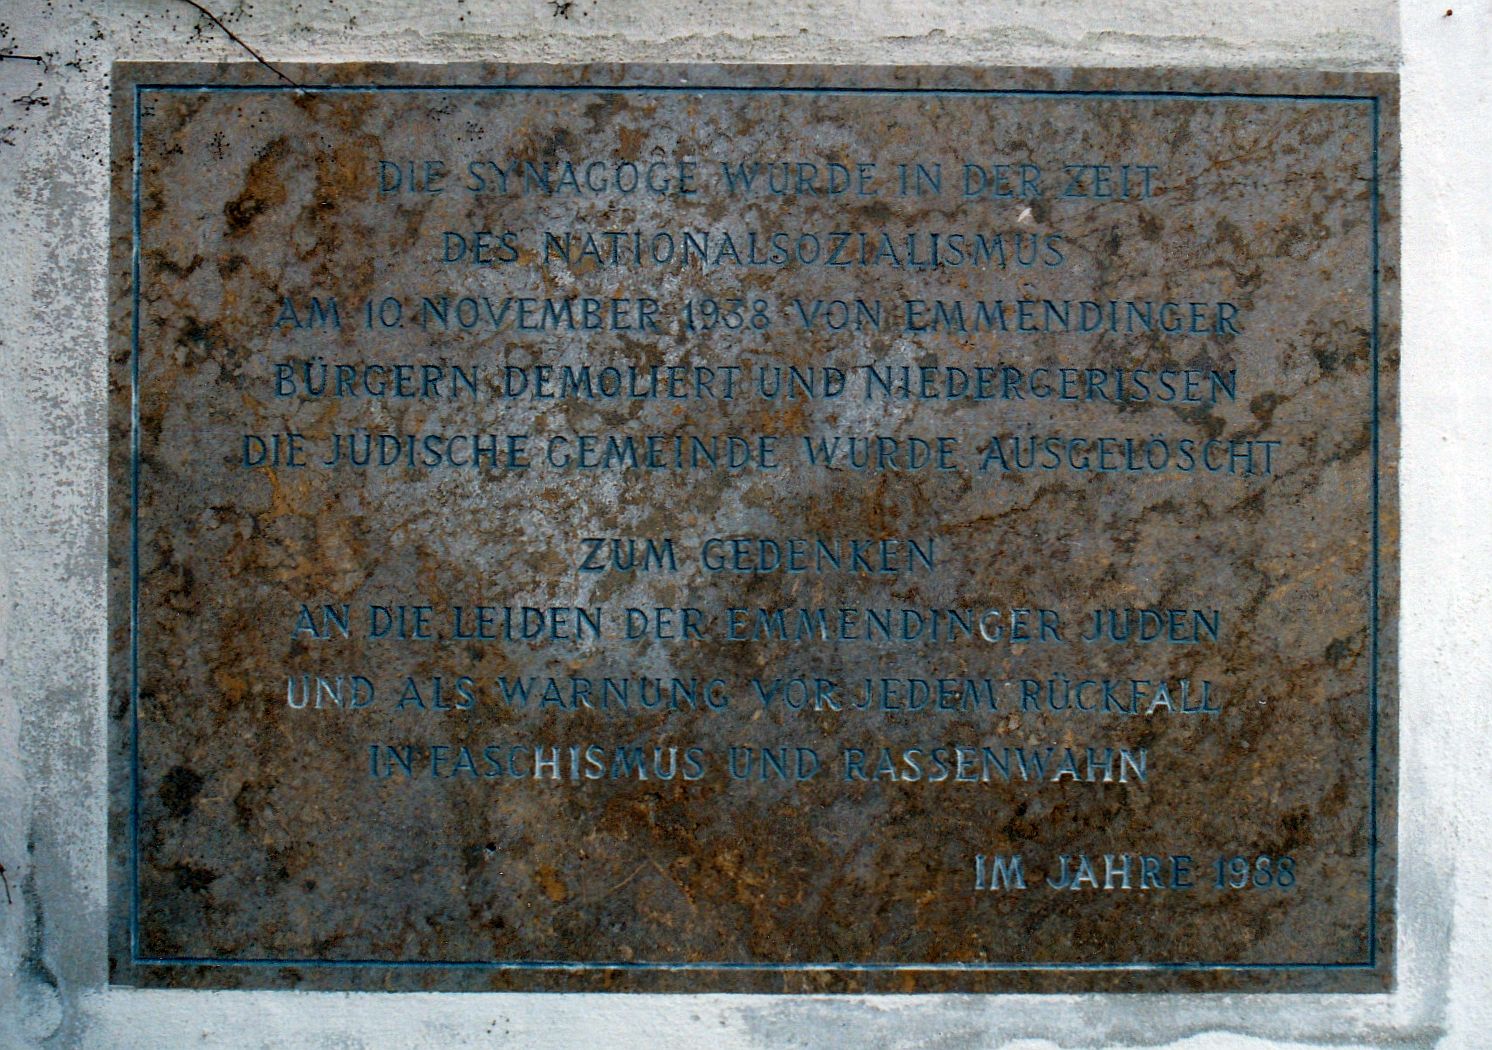 DIE SYNAGOGE WURDE IN DER ZEIT
DES NATIONALSOZIALISMUS
AM 10. NOVEMBER 1938 VON EMMENDINGER
BÜRGERN DEMOLIERT UND NIEDERGERISSEN,
DIE JÜDISCHE GEMEINDE WURDE AUSGELÖSCHT
ZUM GEDENKEN
AN DIE LEIDEN DER EMMENDINGER JUDEN
UND ALS WARNUNG VOR JEDEM RÜCKFALL
IN FASCHISMUS UND RASSENWAHN
IM JAHRE 1988